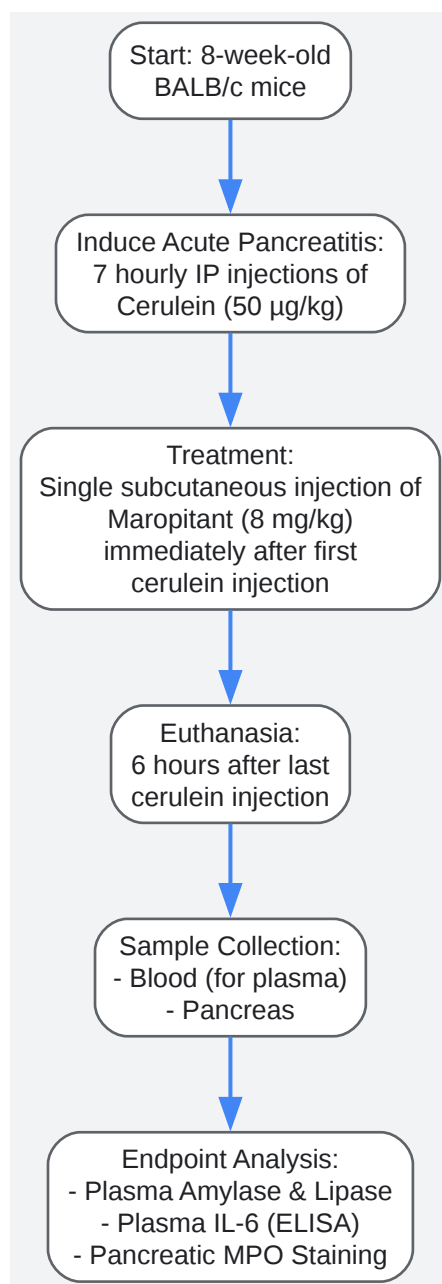 Start: 8-week-old
BALB/c mice
Induce Acute Pancreatitis:
7 hourly IP injections of
Cerulein (50 µg/kg)
Treatment:
Single subcutaneous injection of
Maropitant (8 mg/kg)
immediately after first
cerulein injection
Euthanasia:
6 hours after last
cerulein injection
Sample Collection:
- Blood (for plasma)
- Pancreas
Endpoint Analysis:
- Plasma Amylase & Lipase
- Plasma IL-6 (ELISA)
- Pancreatic MPO Staining